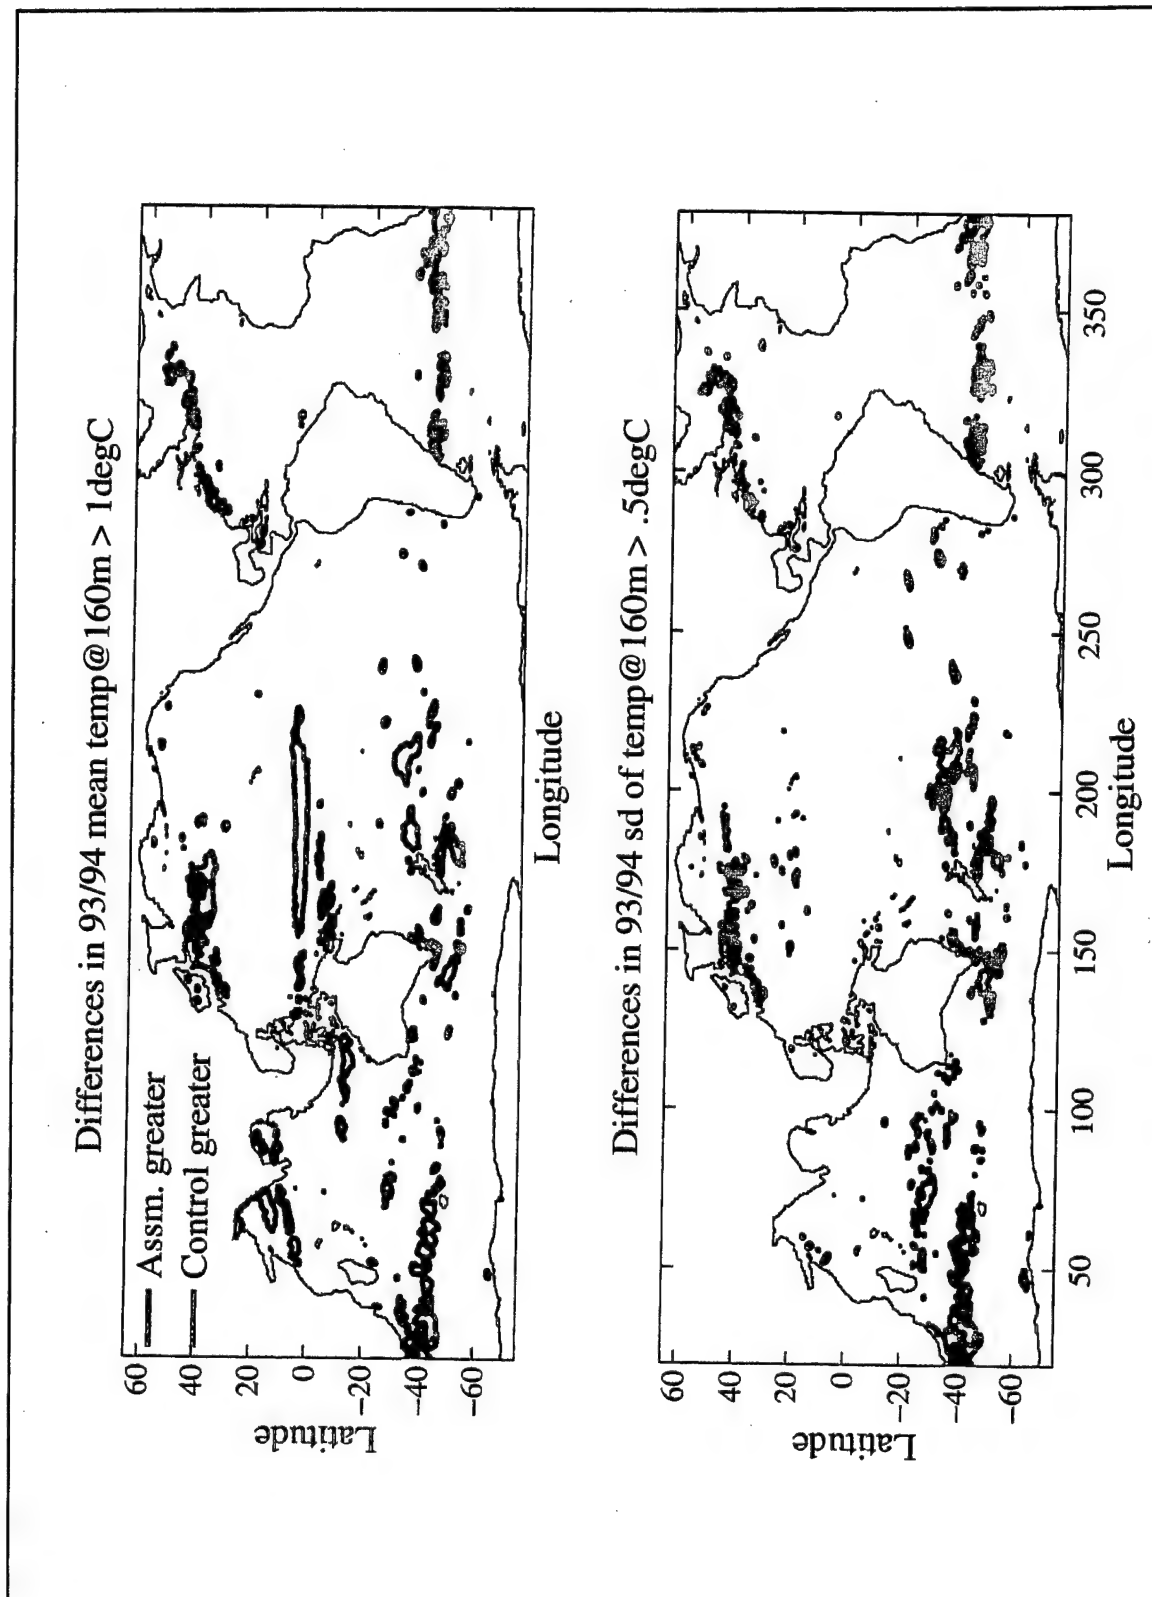 Differences in 93/94 mean temp@160m > 1degC
Assm. greater
Control greater
60
40
20
0
-20
-40
-60
Latitude
Longitude
Differences in 93/94 sd of temp@160m > .5degC
60
40
20
0
-20
-40
-60
Latitude
50
100
150
200
250
300
350
Longitude